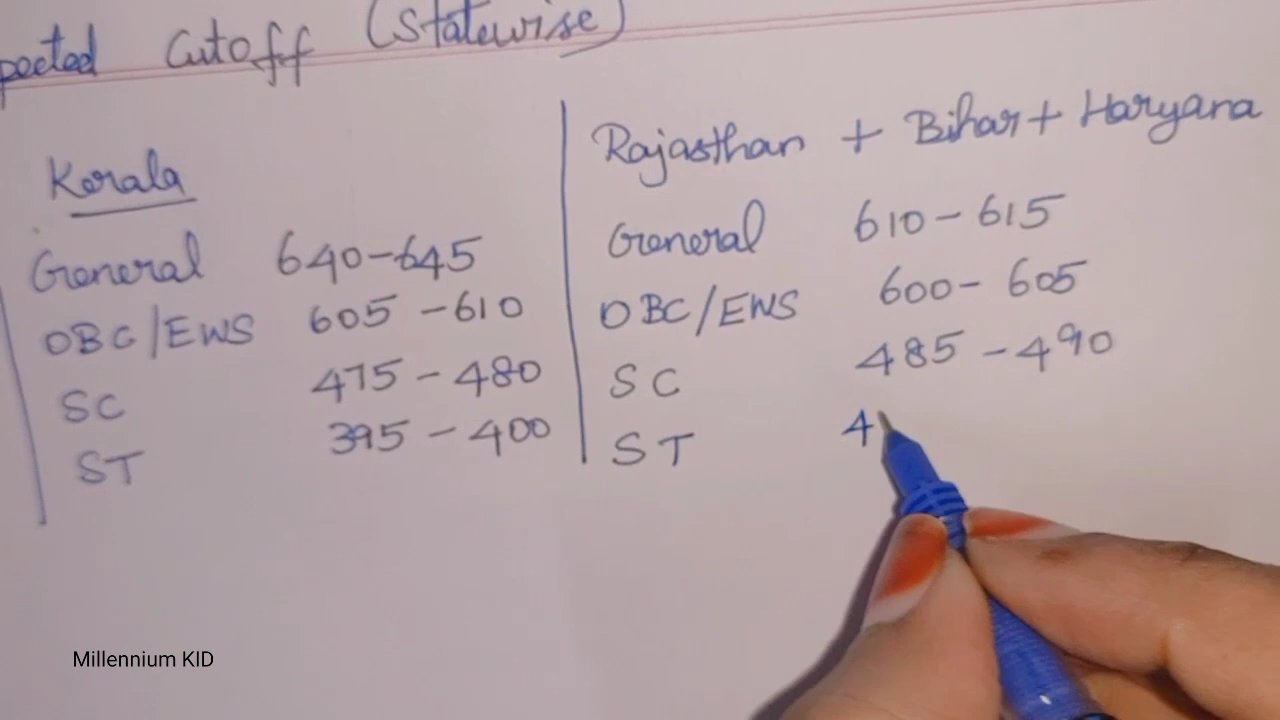 pected Cutoff (Statewise)
Kerala
General 640-645
OBC/EWS 605-610
SC 475-480
ST 395-400
Rajasthan + Bihar + Haryana
General 610-615
OBC/EWS 600-605
SC 485-490
ST 4
Millennium KID